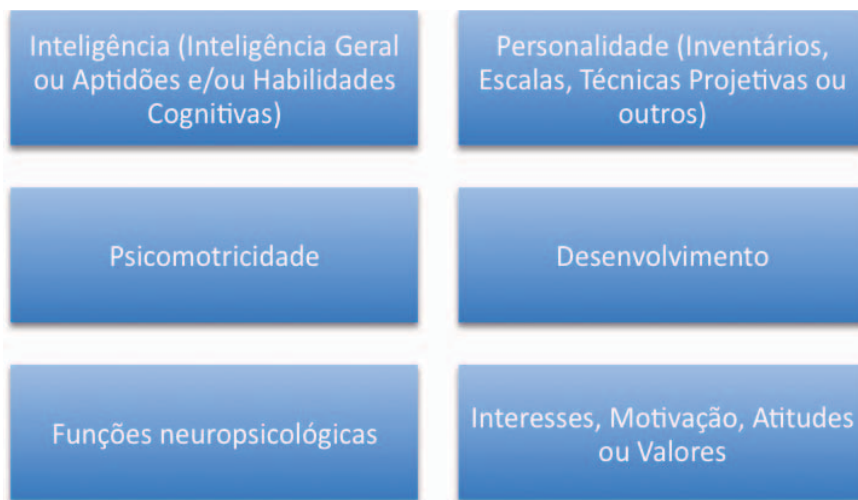 Inteligência (Inteligência Geral
ou Aptidões e/ou Habilidades
Cognitivas)
Personalidade (Inventários,
Escalas, Técnicas Projetivas ou
outros)
Psicomotricidade
Desenvolvimento
Funções neuropsicológicas
Interesses, Motivação, Atitudes
ou Valores